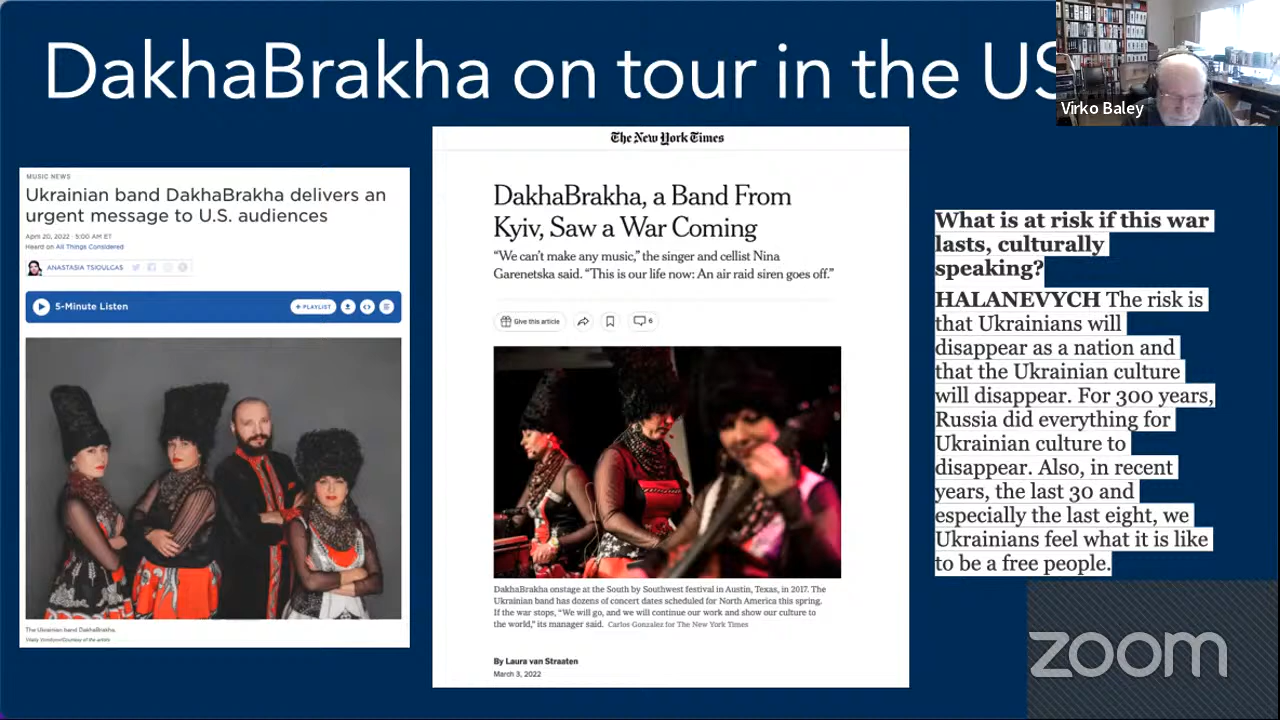 DakhaBrakha on tour in the US
Virko Baley
MUSIC NEWS
Ukrainian band DakhaBrakha delivers an
urgent message to U.S. audiences
April 20, 2022 · 5:00 AM ET
Heard on All Things Considered
ANASTASIA TSIOULCAS
5-Minute Listen
+ PLAYLIST
The Ukrainian band DakhaBrakha.
The New York Times
DakhaBrakha, a Band From
Kyiv, Saw a War Coming
“We can’t make any music,” the singer and cellist Nina
Garenetska said. “This is our life now: An air raid siren goes off.”
Give this article
6
DakhaBrakha onstage at the South by Southwest festival in Austin, Texas, in 2017. The
Ukrainian band has dozens of concert dates scheduled for North America this spring.
If the war stops, “We will go, and we will continue our work and show our culture to
the world,” its manager said. Carlos Gonzalez for The New York Times
By Laura van Straaten
March 3, 2022
What is at risk if this war
lasts, culturally
speaking?
HALANEVYCH The risk is
that Ukrainians will
disappear as a nation and
that the Ukrainian culture
will disappear. For 300 years,
Russia did everything for
Ukrainian culture to
disappear. Also, in recent
years, the last 30 and
especially the last eight, we
Ukrainians feel what it is like
to be a free people.
zoom